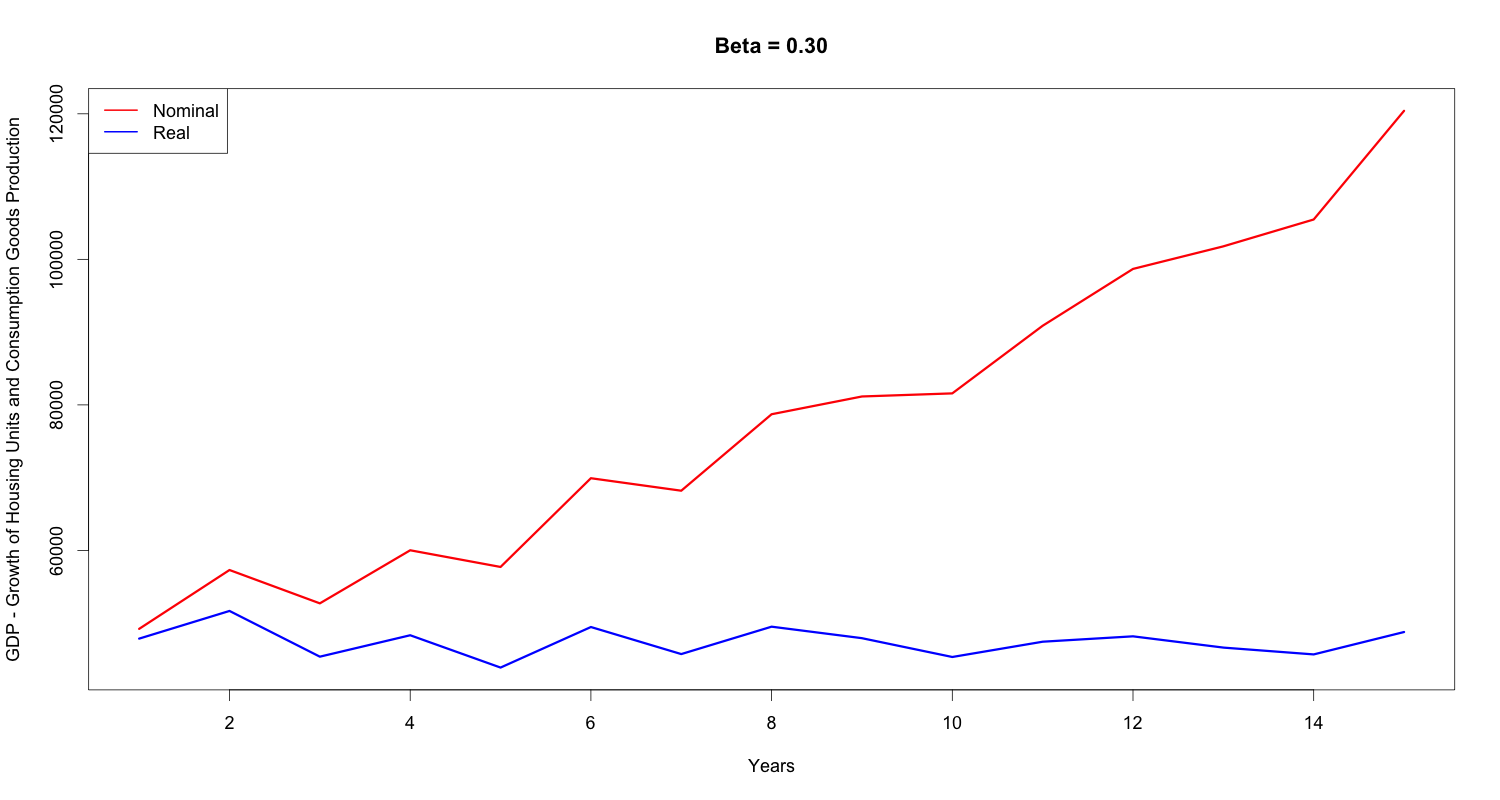 Beta = 0.30
Nominal
Real
GDP - Growth of Housing Units and Consumption Goods Production
120000
100000
80000
60000
2 4 6 8 10 12 14
Years